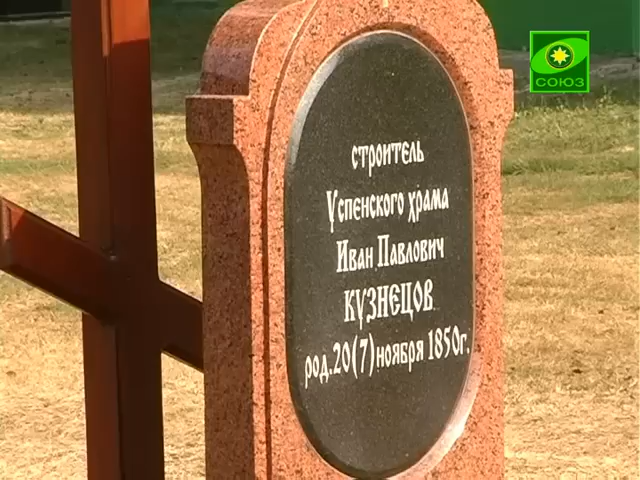 СОЮЗ
строитель
Успенского храма
Иван Павлович
КУЗНЕЦОВ
род.20(7)ноября 1850г.